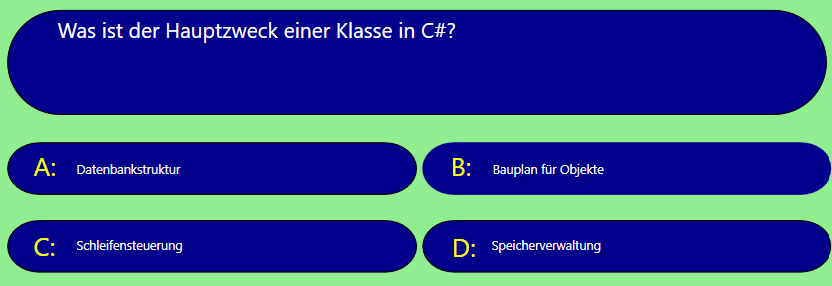 Was ist der Hauptzweck einer Klasse in C#?
A: Datenbankstruktur
B: Bauplan für Objekte
C: Schleifensteuerung
D: Speicherverwaltung